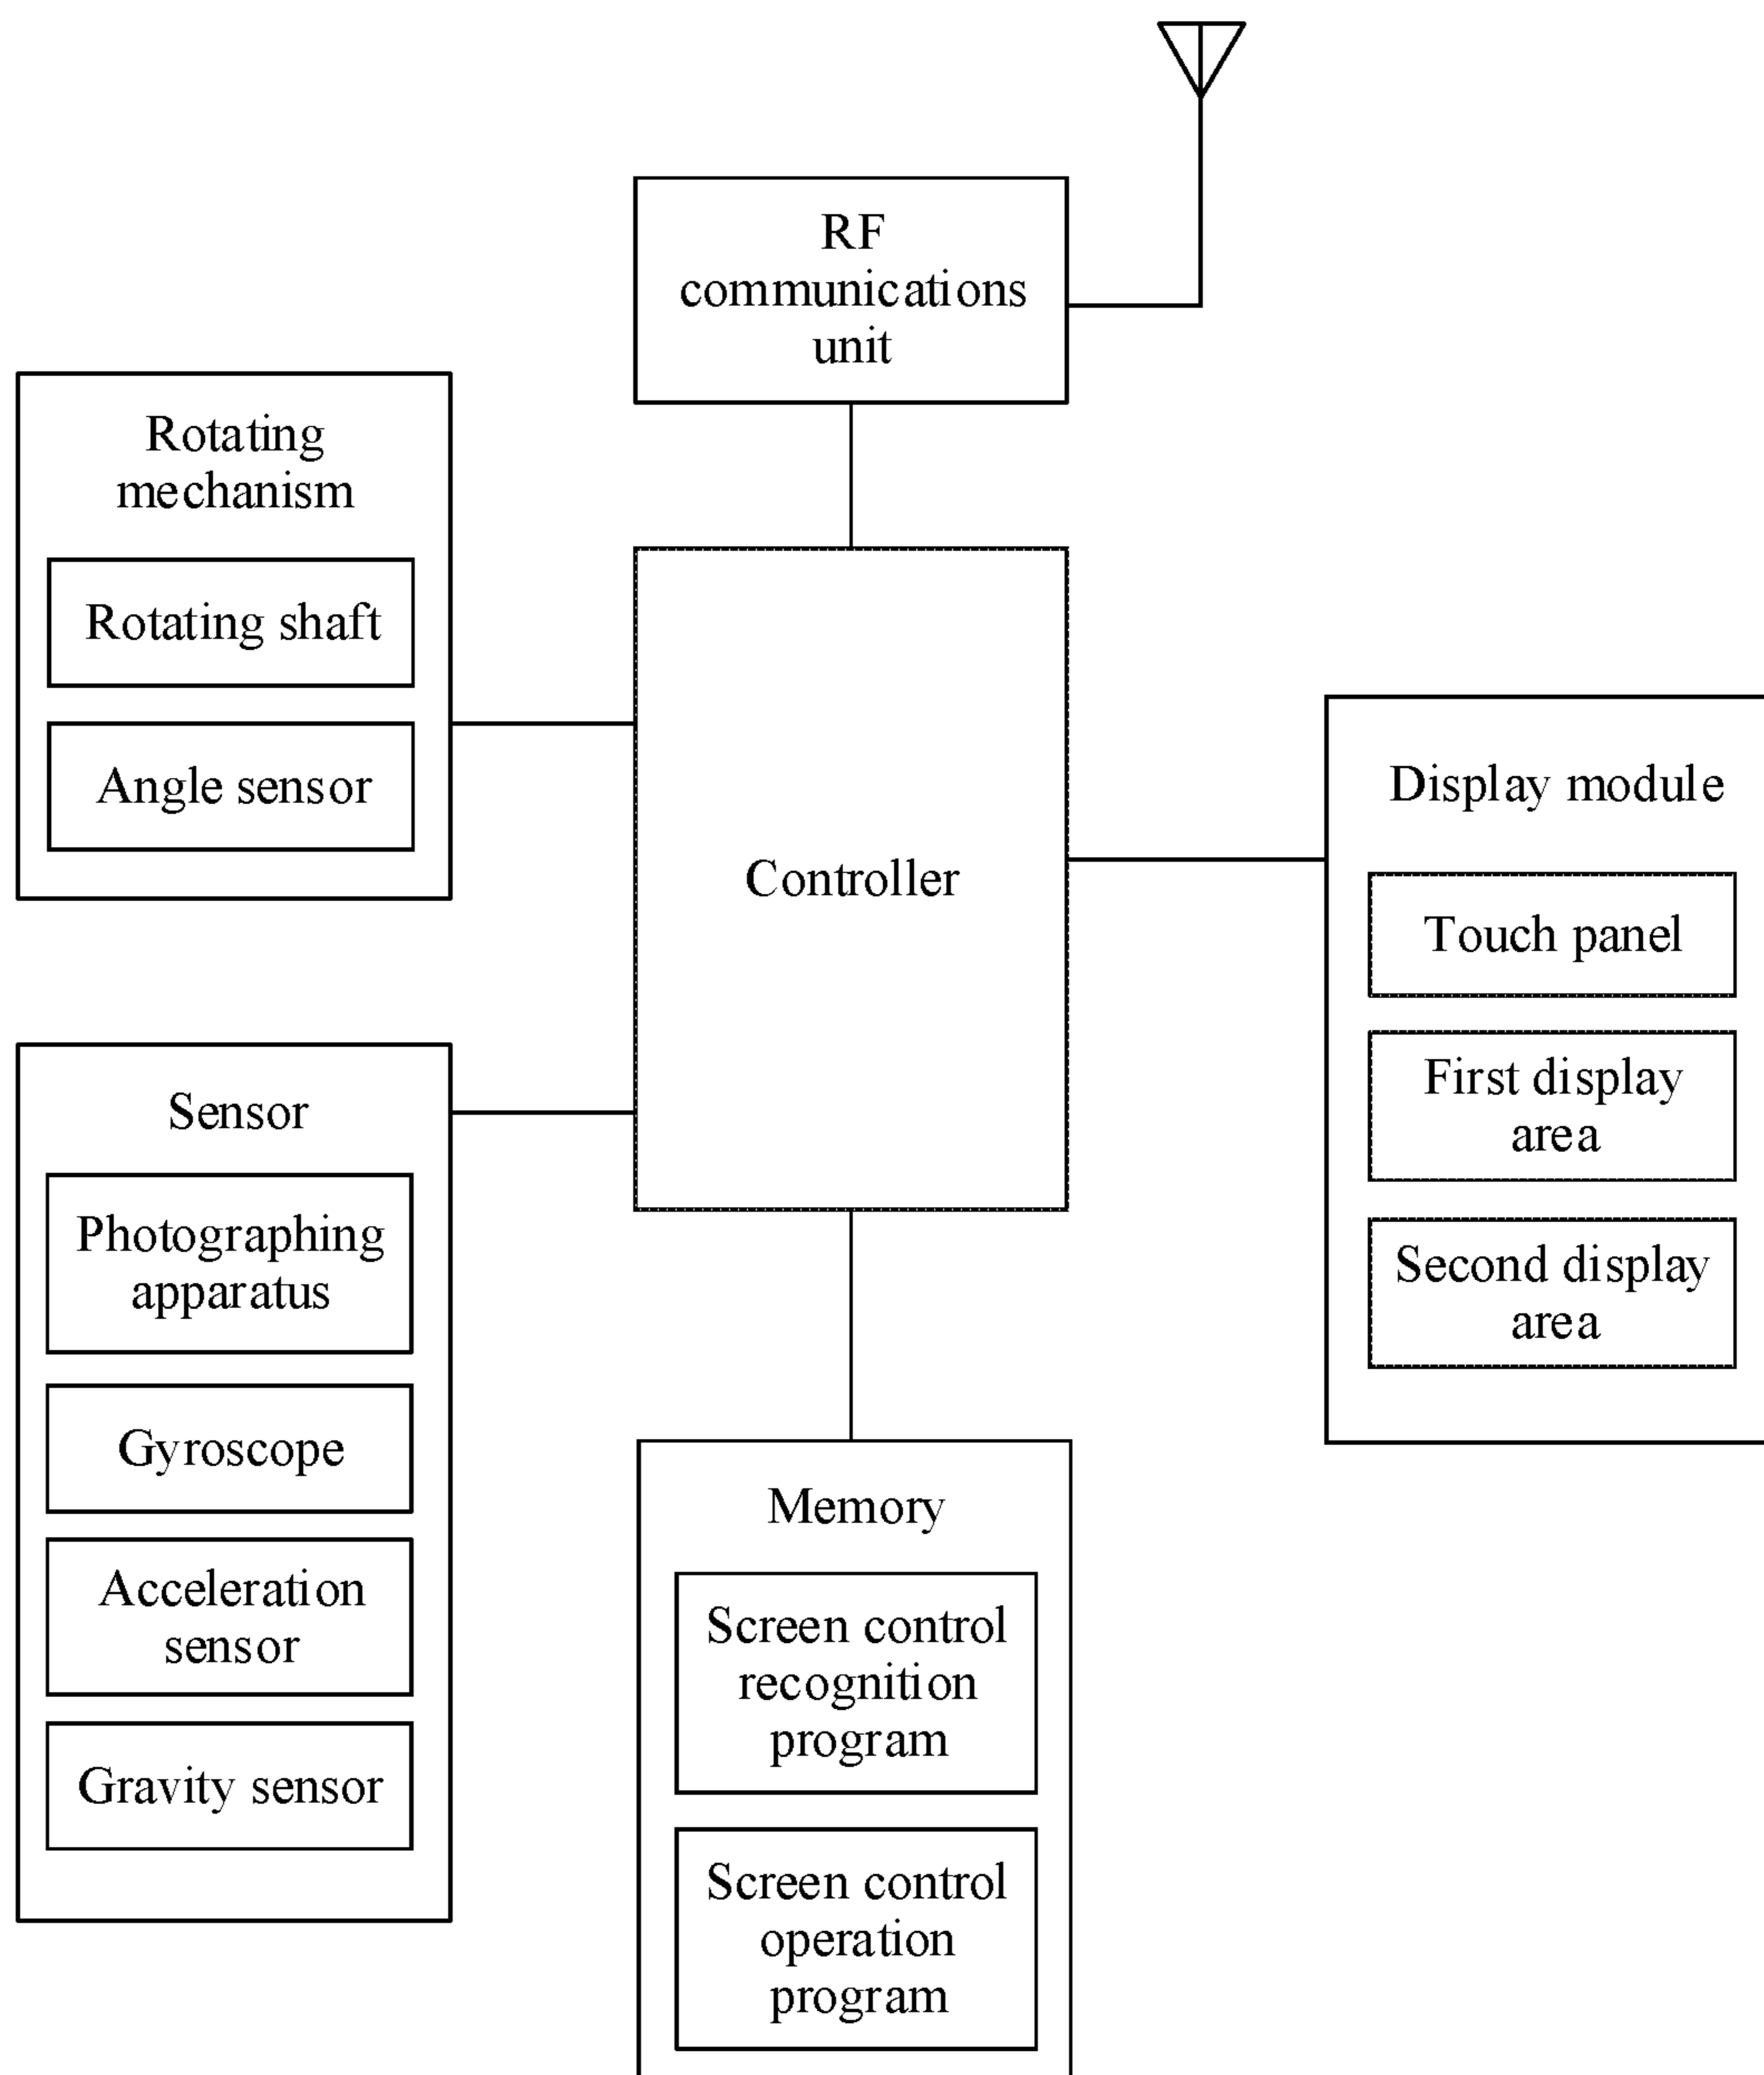 RF
communications
unit
Rotating
mechanism
Rotating shaft
Angle sensor
Controller
Display module
Touch panel
First display
area
Second display
area
Sensor
Photographing
apparatus
Gyroscope
Acceleration
sensor
Gravity sensor
Memory
Screen control
recognition
program
Screen control
operation
program